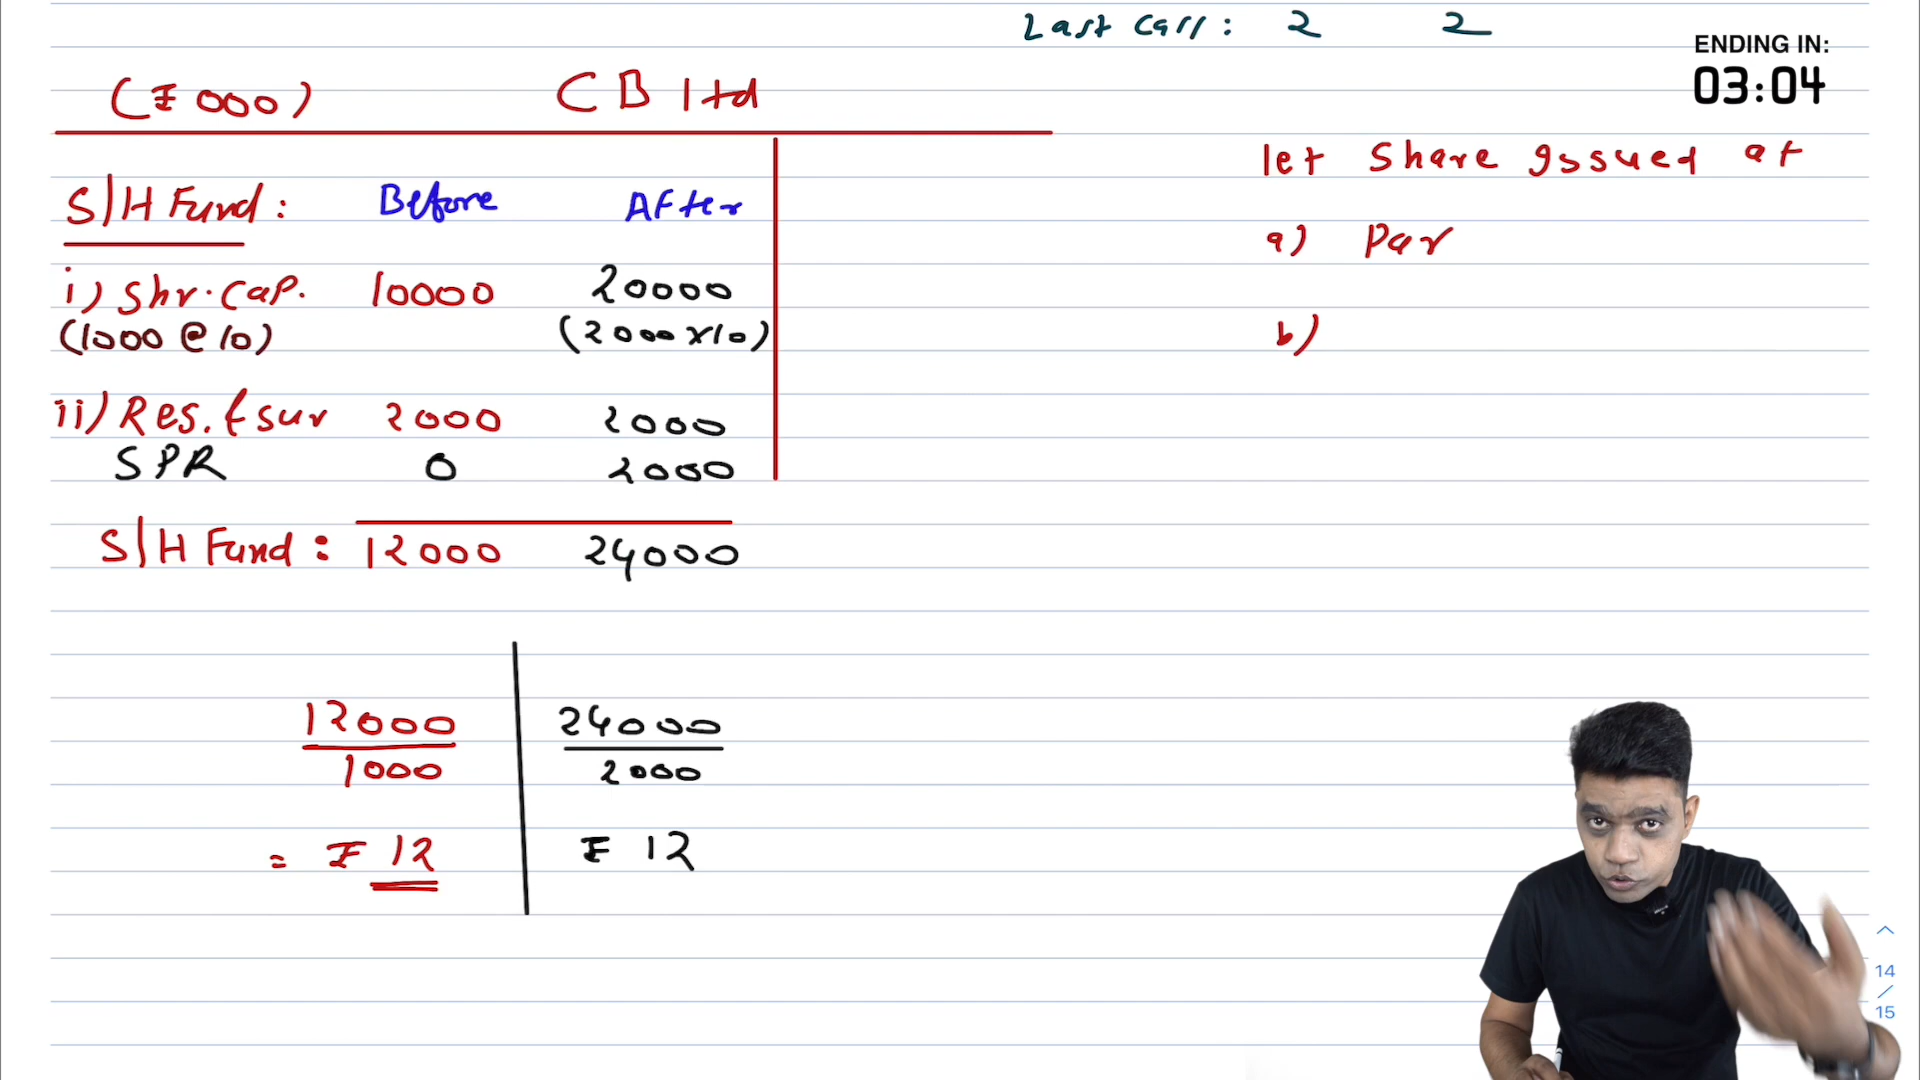 Last Call: 2 2
ENDING IN:
03:04
(₹ 000) CB ltd
let Share Issued at
S/H Fund: Before After
a) Par
i) Shr. Cap. 10000 20000
(1000 @ 10) (2000 x 10)
b)
ii) Res. & sur 2000 2000
SPR 0 2000
S/H Fund: 12000 24000
12000 24000
1000 2000
= ₹ 12 ₹ 12
14
/
15